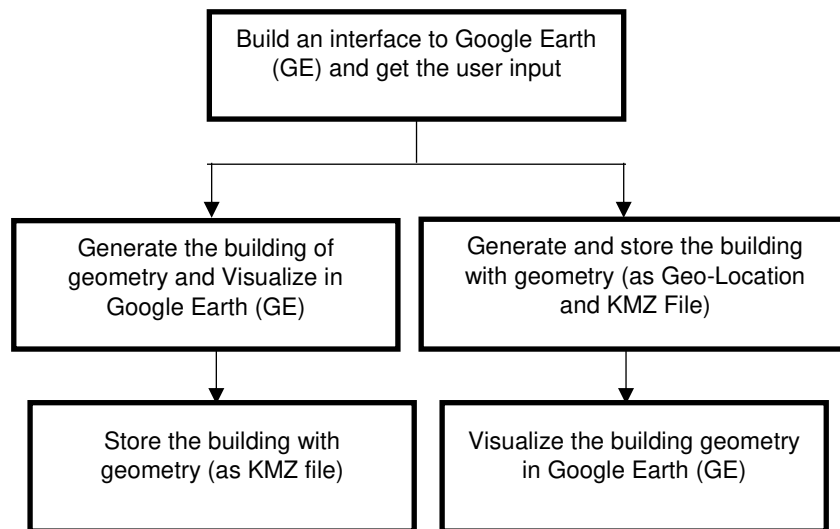 Build an interface to Google Earth
(GE) and get the user input
Generate the building of
geometry and Visualize in
Google Earth (GE)
Generate and store the building
with geometry (as Geo-Location
and KMZ File)
Store the building with
geometry (as KMZ file)
Visualize the building geometry
in Google Earth (GE)